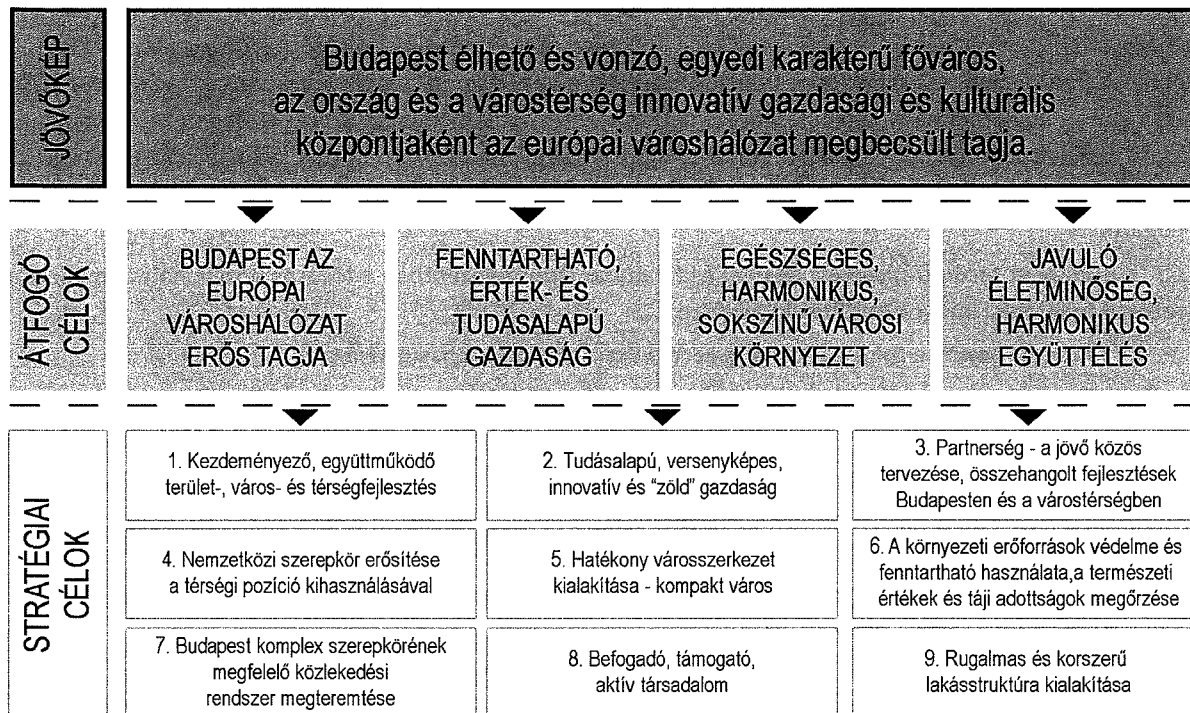 JÖVŐKÉP
Budapest élhető és vonzó, egyedi karakterű főváros,
az ország és a várostérség innovatív gazdasági és kulturális
központjaként az európai városhálózat megbecsült tagja.
ÁTFOGÓ
CÉLOK
BUDAPEST AZ
EURÓPAI
VÁROSHÁLÓZAT
ERŐS TAGJA
FENNTARTHATÓ,
ÉRTÉK- ÉS
TUDÁSALAPÚ
GAZDASÁG
EGÉSZSÉGES,
HARMONIKUS,
SOKSZÍNŰ VÁROSI
KÖRNYEZET
JAVULÓ
ÉLETMINŐSÉG,
HARMONIKUS
EGYÜTTÉLÉS
STRATÉGIAI
CÉLOK
1. Kezdeményező, együttműködő
terület-, város- és térségfejlesztés
2. Tudásalapú, versenyképes,
innovatív és "zöld" gazdaság
3. Partnerség - a jövő közös
tervezése, összehangolt fejlesztések
Budapesten és a várostérségben
4. Nemzetközi szerepkör erősítése
a térségi pozíció kihasználásával
5. Hatékony városszerkezet
kialakítása - kompakt város
6. A környezeti erőforrások védelme és
fenntartható használata,a természeti
értékek és táji adottságok megőrzése
7. Budapest komplex szerepkörének
megfelelő közlekedési
rendszer megteremtése
8. Befogadó, támogató,
aktív társadalom
9. Rugalmas és korszerű
lakásstruktúra kialakítása